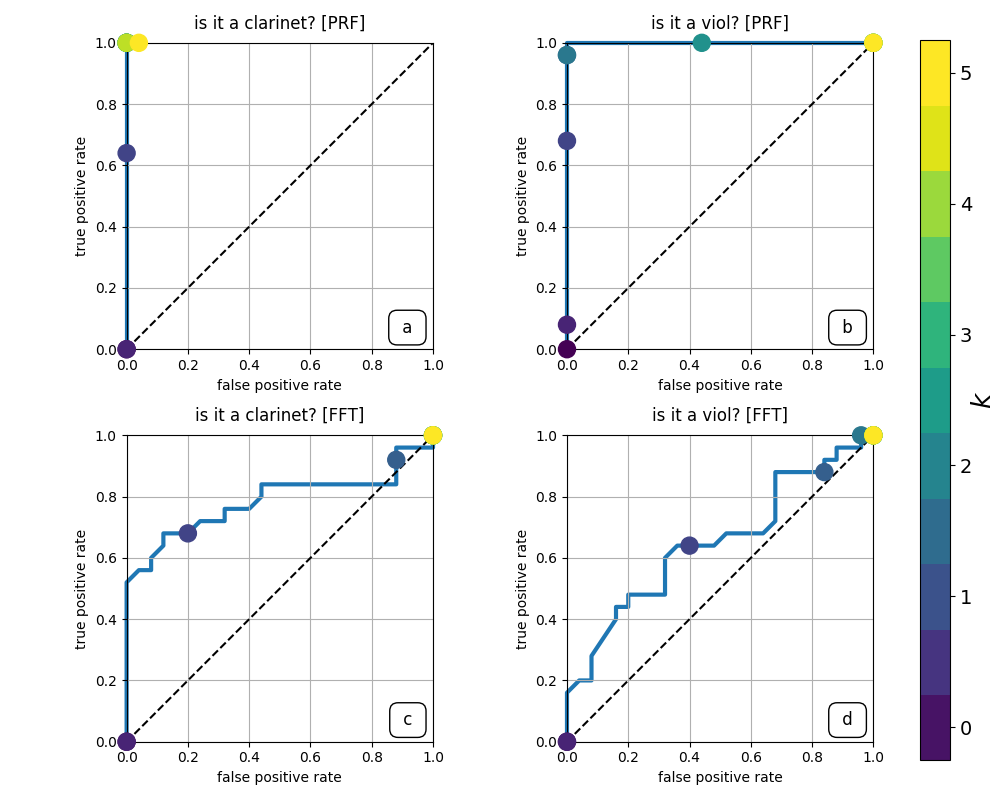 is it a clarinet? [PRF]
true positive rate
1.0
0.8
0.6
0.4
0.2
0.0
0.0 0.2 0.4 0.6 0.8 1.0
false positive rate
a
is it a viol? [PRF]
true positive rate
1.0
0.8
0.6
0.4
0.2
0.0
0.0 0.2 0.4 0.6 0.8 1.0
false positive rate
b
is it a clarinet? [FFT]
true positive rate
1.0
0.8
0.6
0.4
0.2
0.0
0.0 0.2 0.4 0.6 0.8 1.0
false positive rate
c
is it a viol? [FFT]
true positive rate
1.0
0.8
0.6
0.4
0.2
0.0
0.0 0.2 0.4 0.6 0.8 1.0
false positive rate
d
5
4
3
2
1
0
k